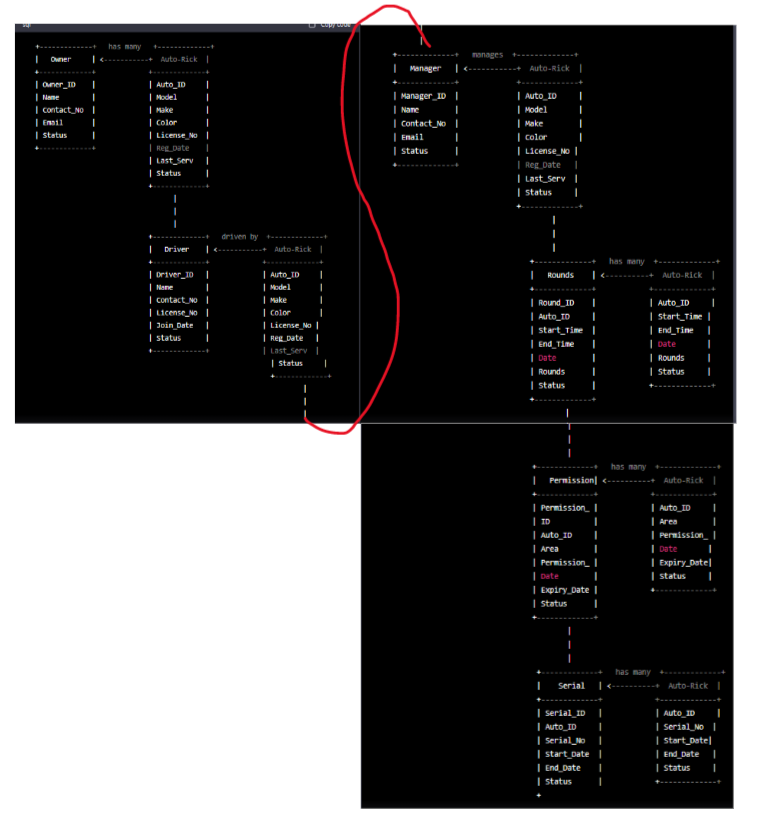 sql Copy code
has many
Owner Auto-Rick
Owner_ID Auto_ID
Name Model
Contact_No Make
Email Color
Status License_No
Reg_Date
Last_Serv
Status
driven by
Driver Auto-Rick
Driver_ID Auto_ID
Name Model
Contact_No Make
License_No Color
Join_Date License_No
Status Reg_Date
Last_Serv
Status
manages
Manager Auto-Rick
Manager_ID Auto_ID
Name Model
Contact_No Make
Email Color
Status License_No
Reg_Date
Last_Serv
Status
has many
Rounds Auto-Rick
Round_ID Auto_ID
Auto_ID Start_Time
Start_Time End_Time
End_Time Date
Date Rounds
Rounds Status
Status
has many
Permission Auto-Rick
Permission_ Auto_ID
ID Area
Auto_ID Permission_
Area Date
Permission_ Expiry_Date
Date Status
Expiry_Date
Status
has many
Serial Auto-Rick
Serial_ID Auto_ID
Auto_ID Serial_No
Serial_No Start_Date
Start_Date End_Date
End_Date Status
Status